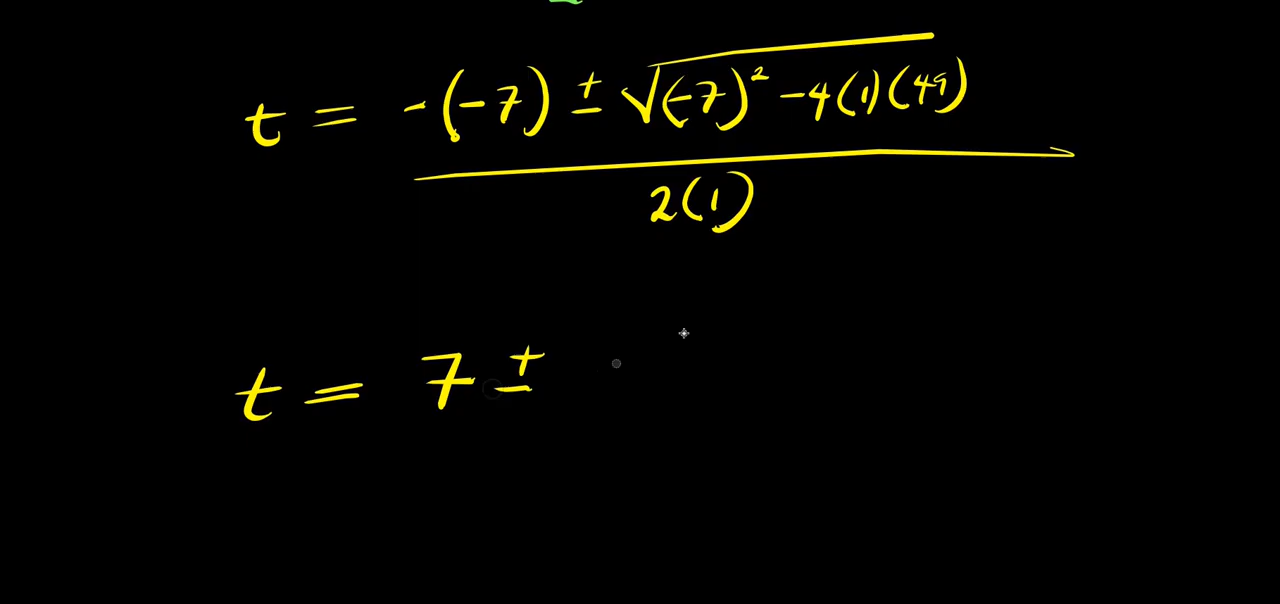 t = -(-7) ± √(-7)² -4(1)(49)
2(1)
t = 7 ±